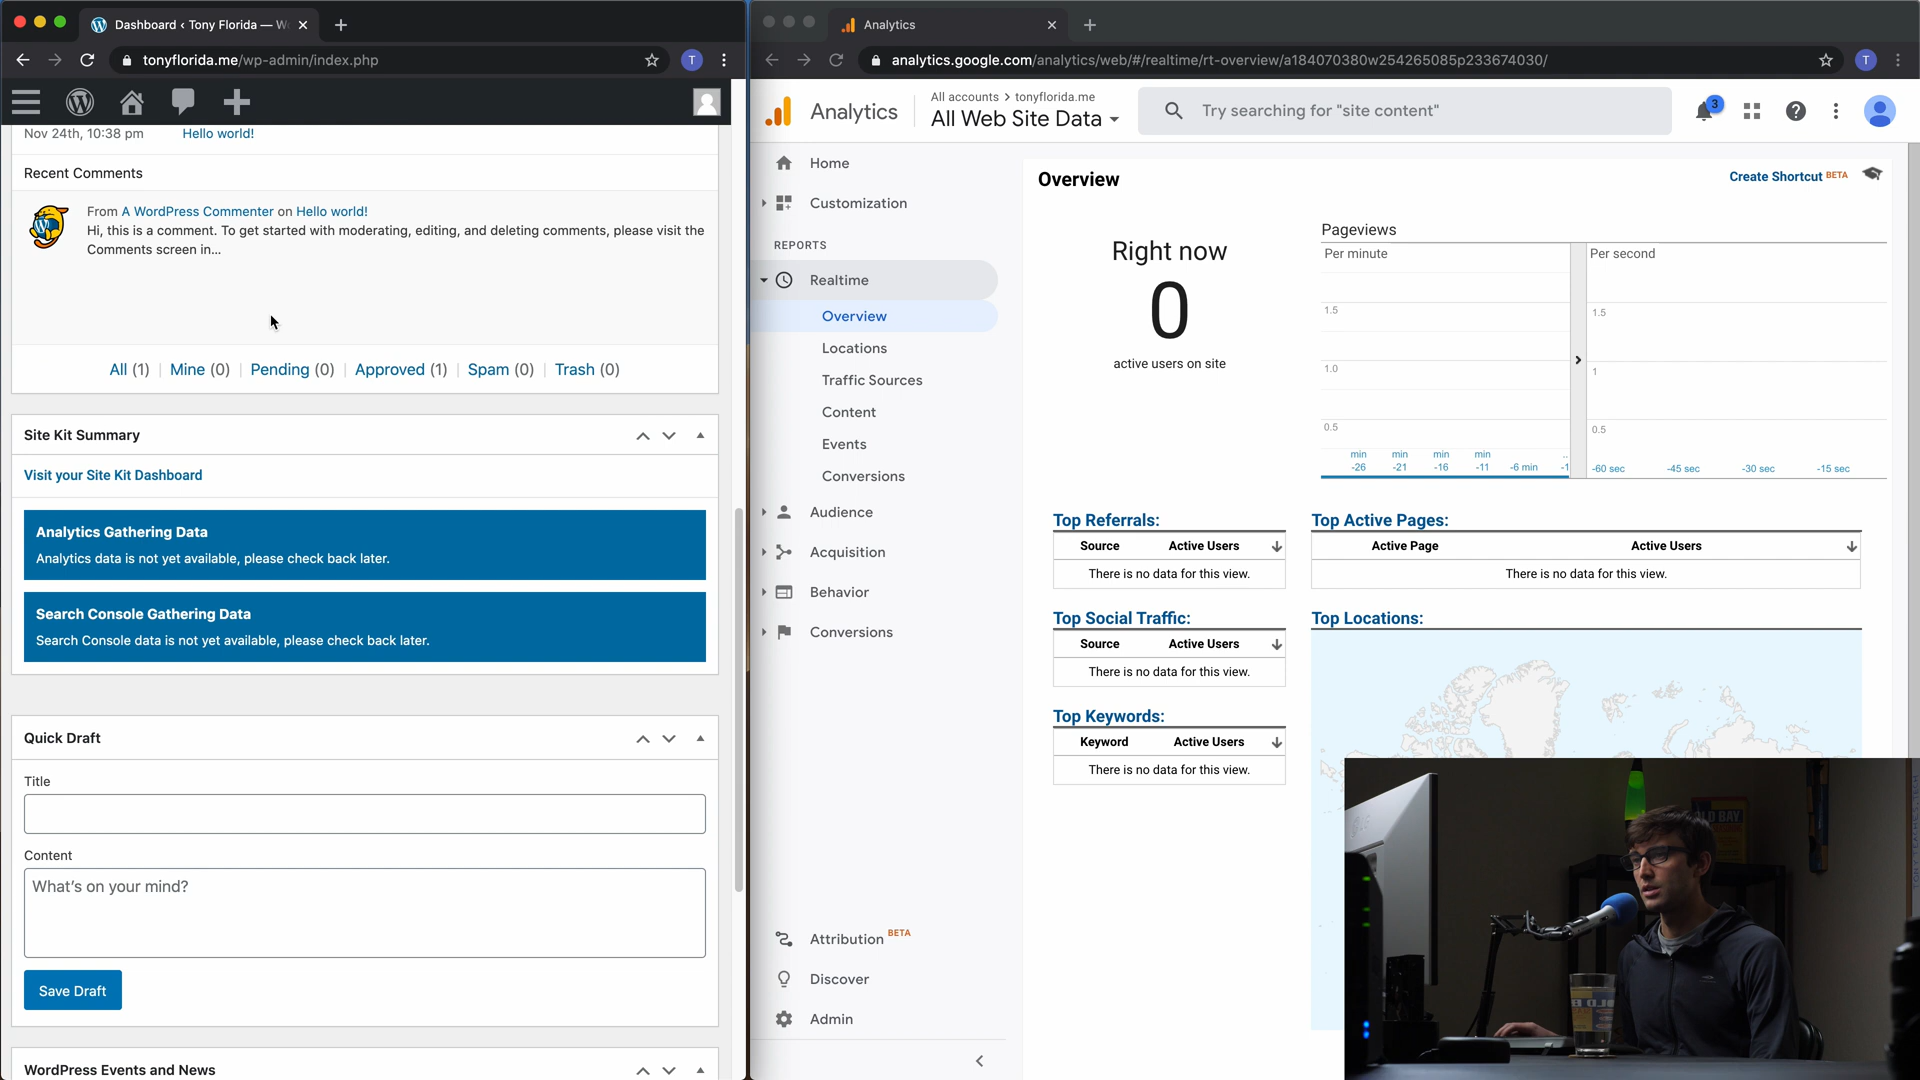 Dashboard ‹ Tony Florida — W
tonyflorida.me/wp-admin/index.php
T
Nov 24th, 10:38 pm Hello world!
Recent Comments
From A WordPress Commenter on Hello world!
Hi, this is a comment. To get started with moderating, editing, and deleting comments, please visit the
Comments screen in…
All (1) | Mine (0) | Pending (0) | Approved (1) | Spam (0) | Trash (0)
Site Kit Summary
Visit your Site Kit Dashboard
Analytics Gathering Data
Analytics data is not yet available, please check back later.
Search Console Gathering Data
Search Console data is not yet available, please check back later.
Quick Draft
Title
Content
What's on your mind?
Save Draft
WordPress Events and News
Analytics
analytics.google.com/analytics/web/#/realtime/rt-overview/a184070380w254265085p233674030/
T
Analytics
All accounts > tonyflorida.me
All Web Site Data
Try searching for "site content"
3
Home
Customization
REPORTS
Realtime
Overview
Locations
Traffic Sources
Content
Events
Conversions
Audience
Acquisition
Behavior
Conversions
Attribution BETA
Discover
Admin
Overview
Create Shortcut BETA
Right now
0
active users on site
Pageviews
Per minute
1.5
1.0
0.5
min min min min ..
-26 -21 -16 -11 -6 min -1
Per second
1.5
1
0.5
-60 sec -45 sec -30 sec -15 sec
Top Referrals:
Source Active Users
There is no data for this view.
Top Active Pages:
Active Page Active Users
There is no data for this view.
Top Social Traffic:
Source Active Users
There is no data for this view.
Top Locations:
Top Keywords:
Keyword Active Users
There is no data for this view.